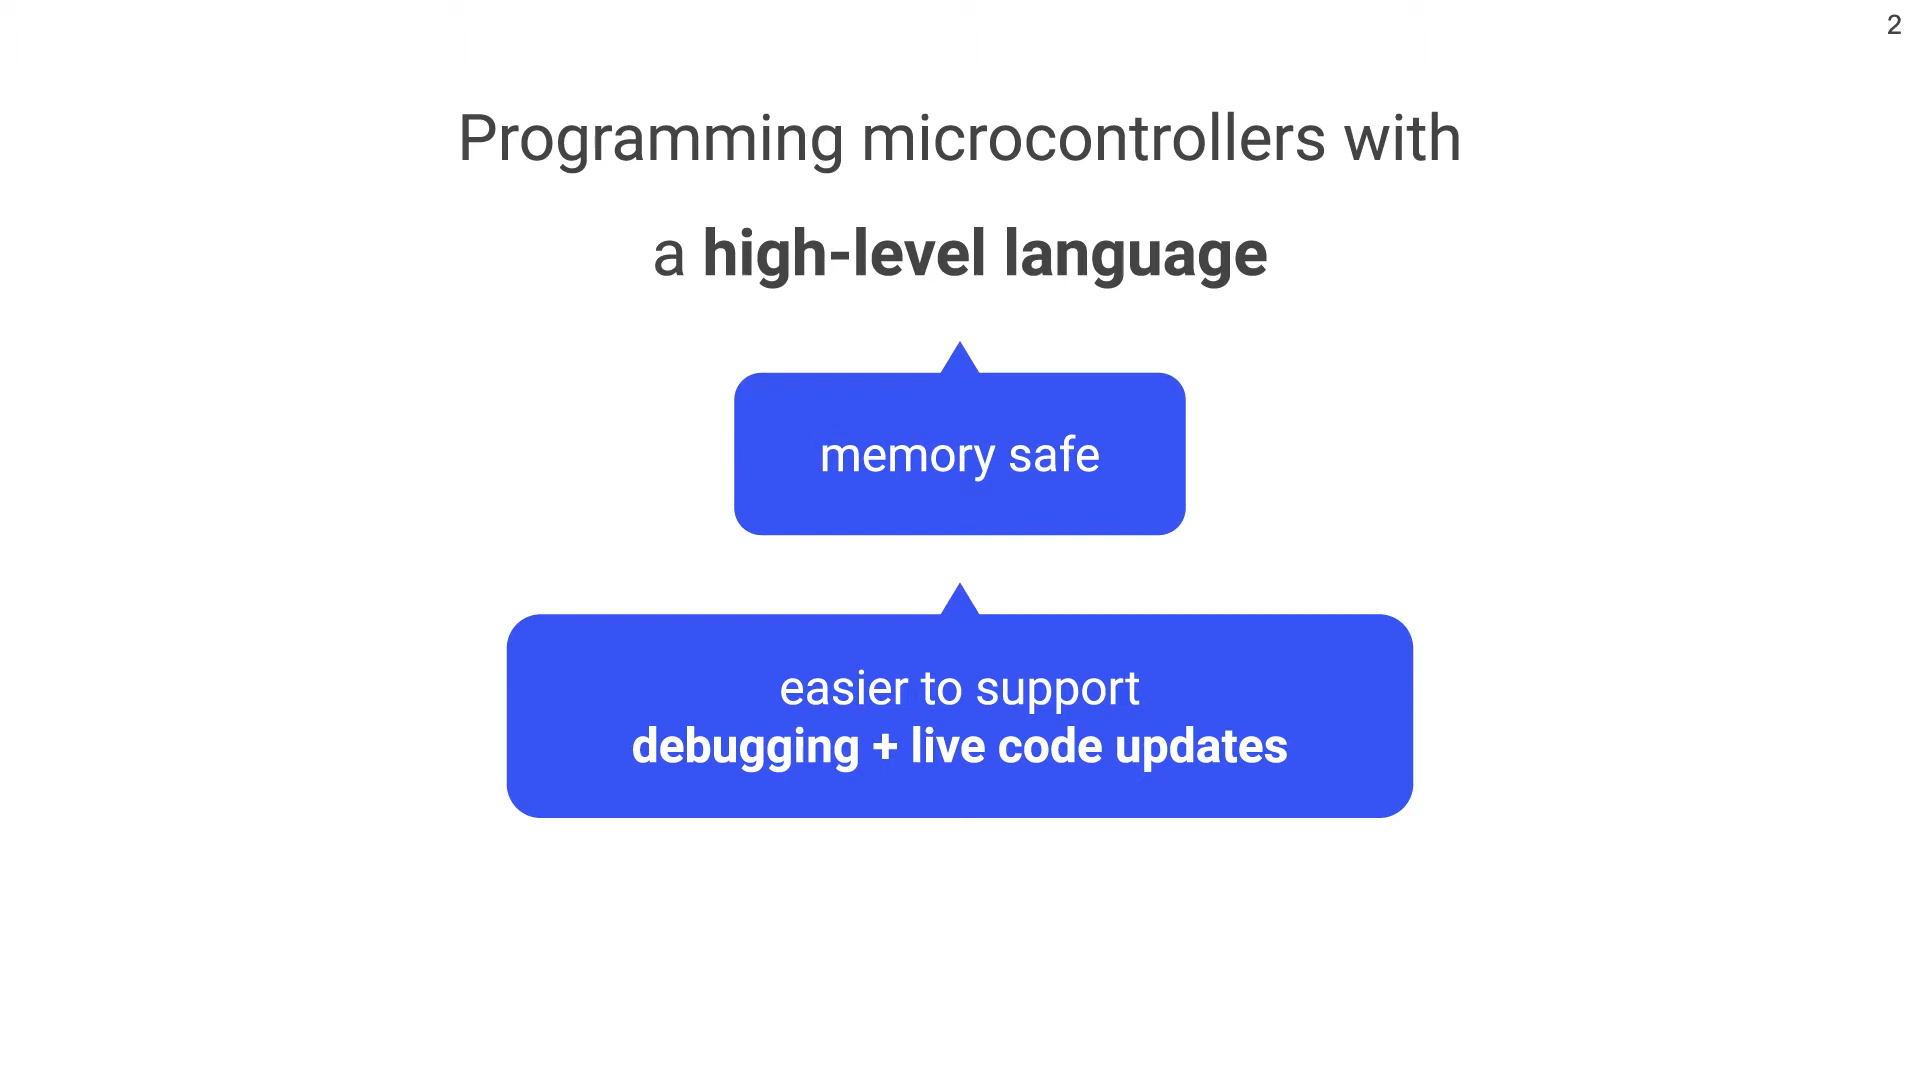 2
Programming microcontrollers with
a high-level language
memory safe
easier to support
debugging + live code updates